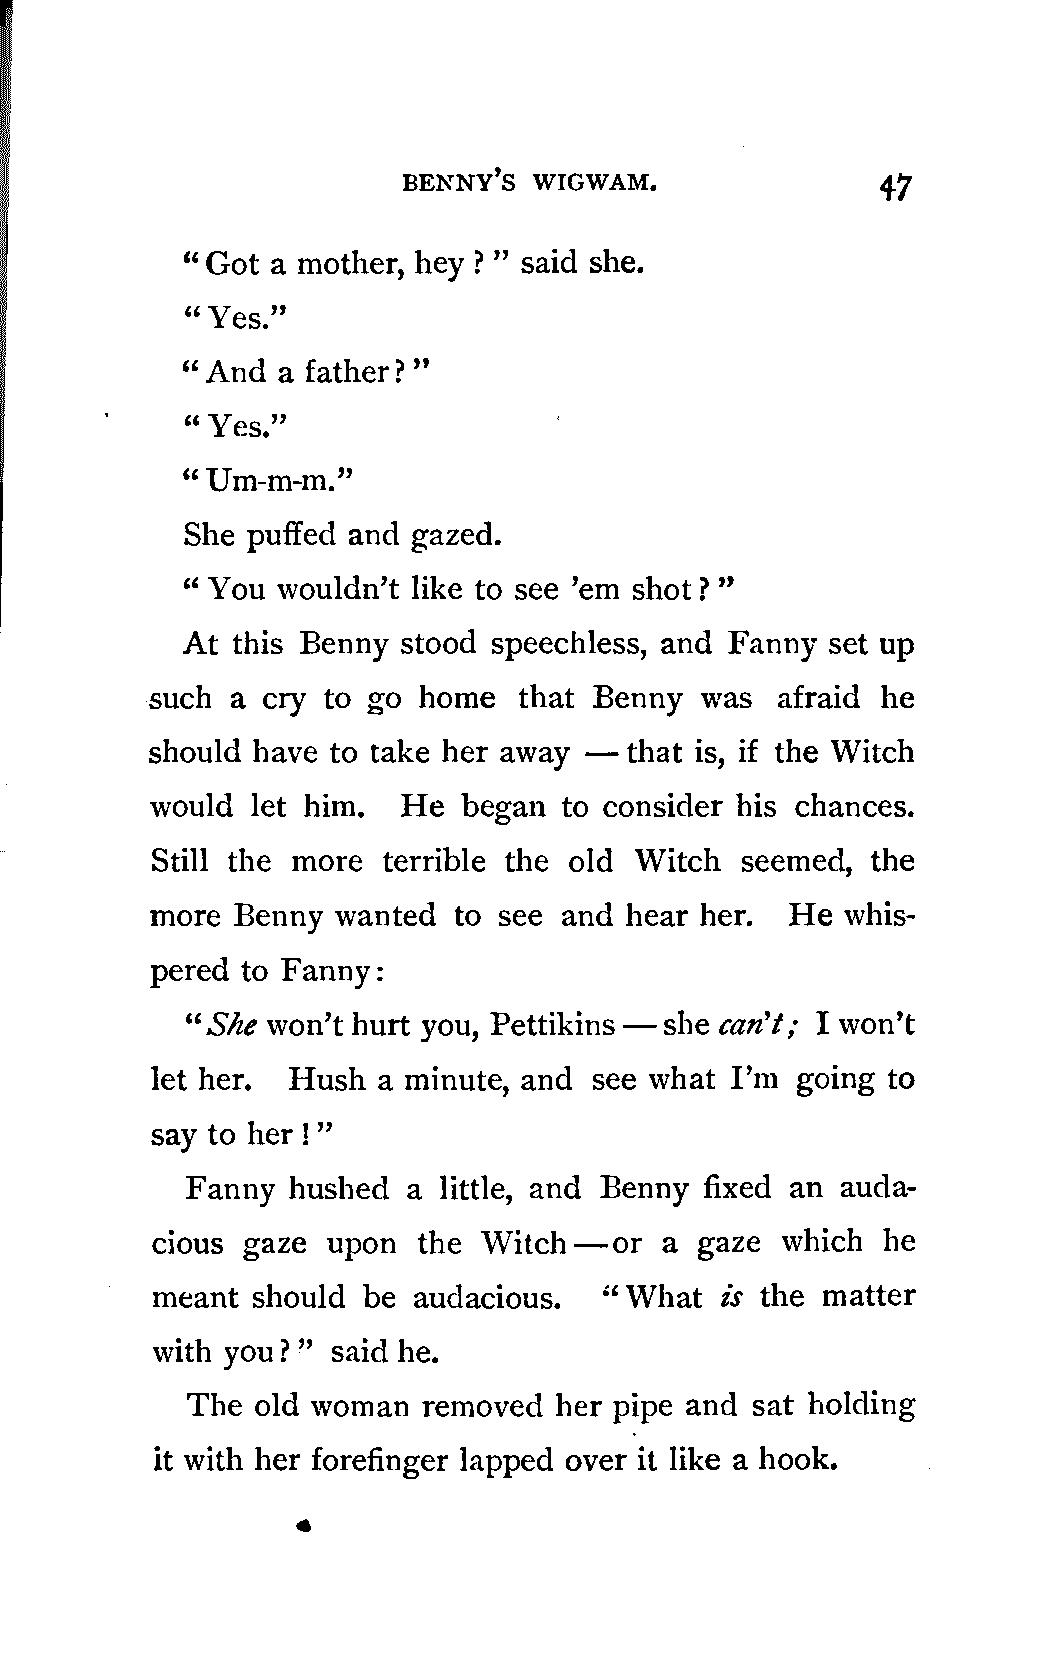 BENNY'S WIGWAM. 47
"Got a mother, hey?" said she.
"Yes."
"And a father?"
"Yes."
"Um-m-m."
She puffed and gazed.
"You wouldn't like to see 'em shot?"
At this Benny stood speechless, and Fanny set up
such a cry to go home that Benny was afraid he
should have to take her away — that is, if the Witch
would let him. He began to consider his chances.
Still the more terrible the old Witch seemed, the
more Benny wanted to see and hear her. He whis-
pered to Fanny:
"She won't hurt you, Pettikins — she can't; I won't
let her. Hush a minute, and see what I'm going to
say to her!"
Fanny hushed a little, and Benny fixed an auda-
cious gaze upon the Witch — or a gaze which he
meant should be audacious. "What is the matter
with you?" said he.
The old woman removed her pipe and sat holding
it with her forefinger lapped over it like a hook.